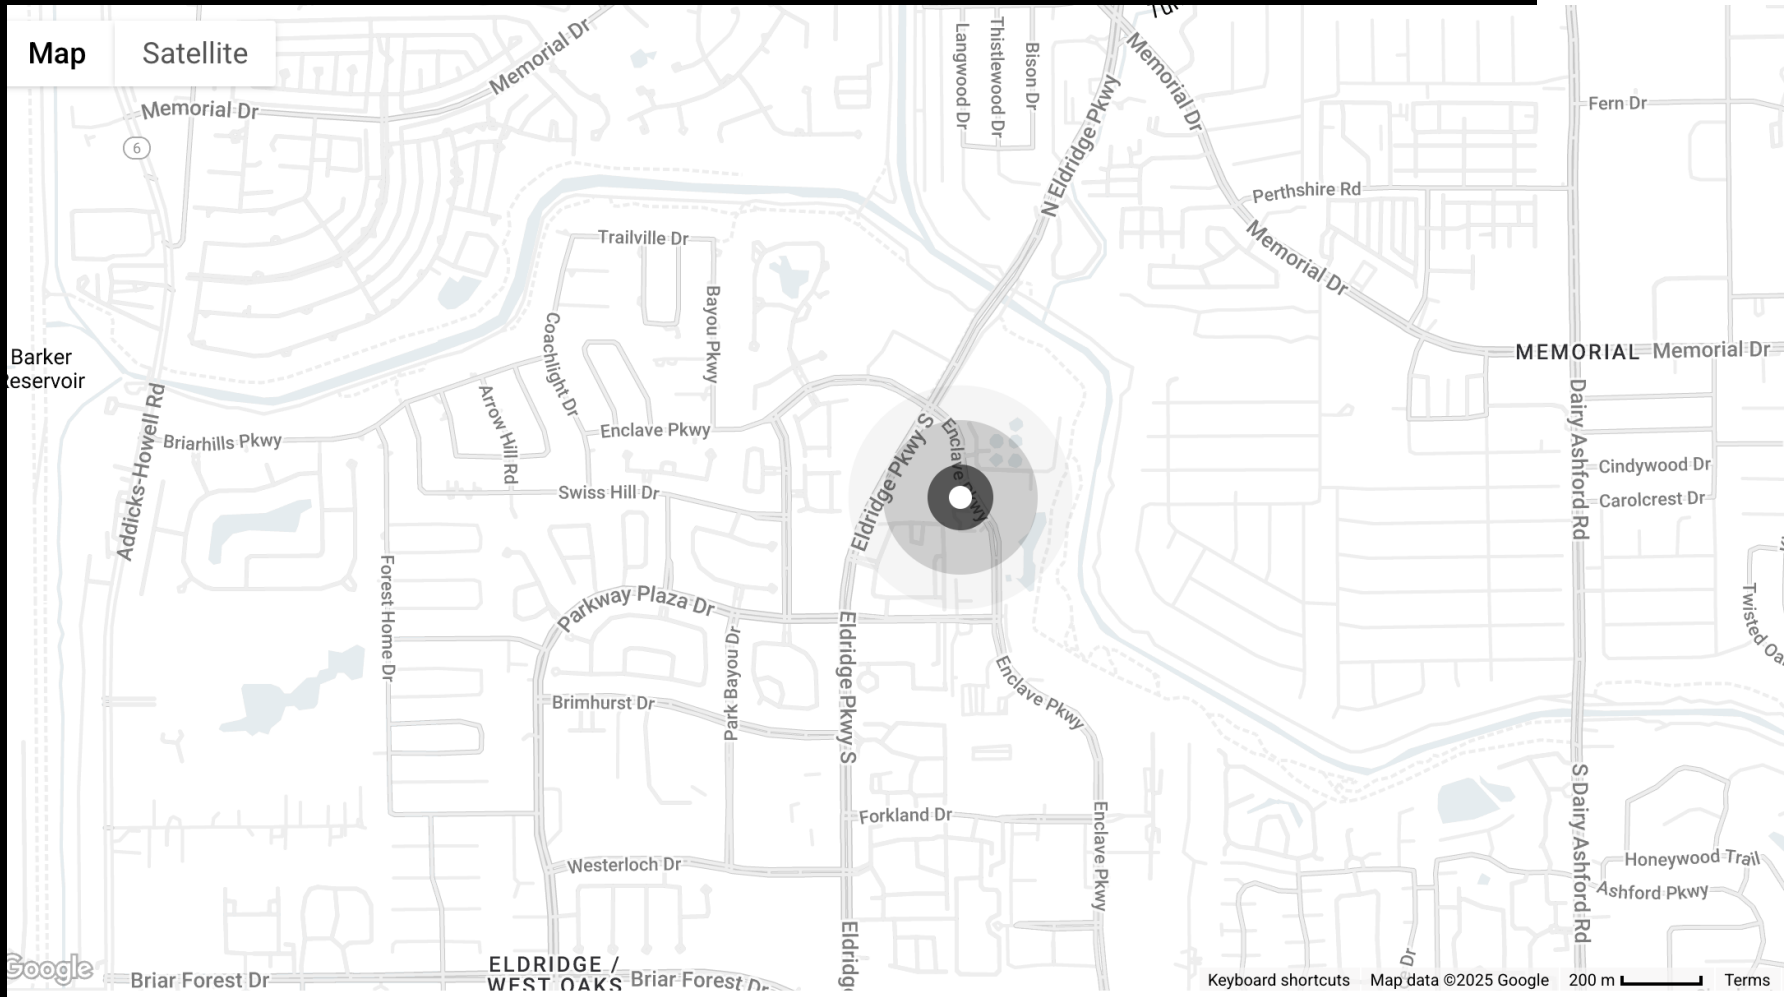 Map
Satellite
Memorial Dr
Memorial Dr
6
Langwood Dr
Thistlewood Dr
Bison Dr
N Eldridge Pkwy
Memorial Dr
Fern Dr
Perthshire Rd
Memorial Dr
Trailville Dr
Bayou Pkwy
Coachlight Dr
Barker
Reservoir
MEMORIAL
Memorial Dr
Addicks-Howell Rd
Briarhills Pkwy
Arrow Hill Rd
Enclave Pkwy
Eldridge Pkwy S
Enclave Pkwy
Dairy Ashford Rd
Cindywood Dr
Carolcrest Dr
Swiss Hill Dr
Forest Home Dr
Parkway Plaza Dr
Park Bayou Dr
Eldridge Pkwy S
Enclave Pkwy
Brimhurst Dr
Forkland Dr
Enclave Pkwy
S Dairy Ashford Rd
Westerloch Dr
Honeywood Trail
Ashford Pkwy
Google
Briar Forest Dr
ELDRIDGE /
WEST OAKS
Briar Forest Dr
Keyboard shortcuts
Map data ©2025 Google
200 m
Terms